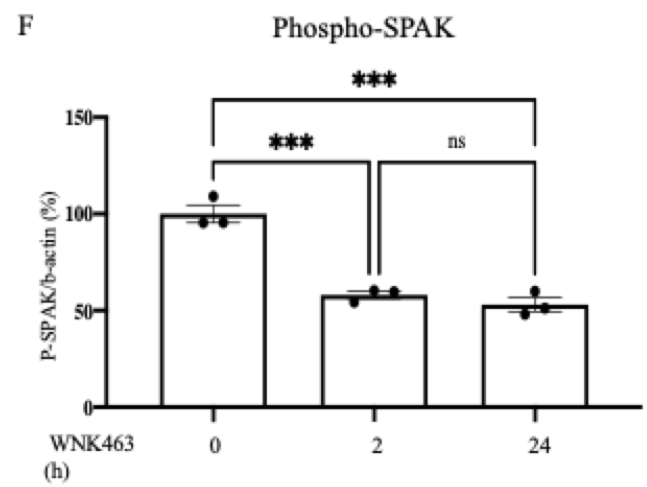 F
Phospho-SPAK
***
*** ns
150
100
50
0
P-SPAK/b-actin (%)
WNK463 0 2 24
(h)